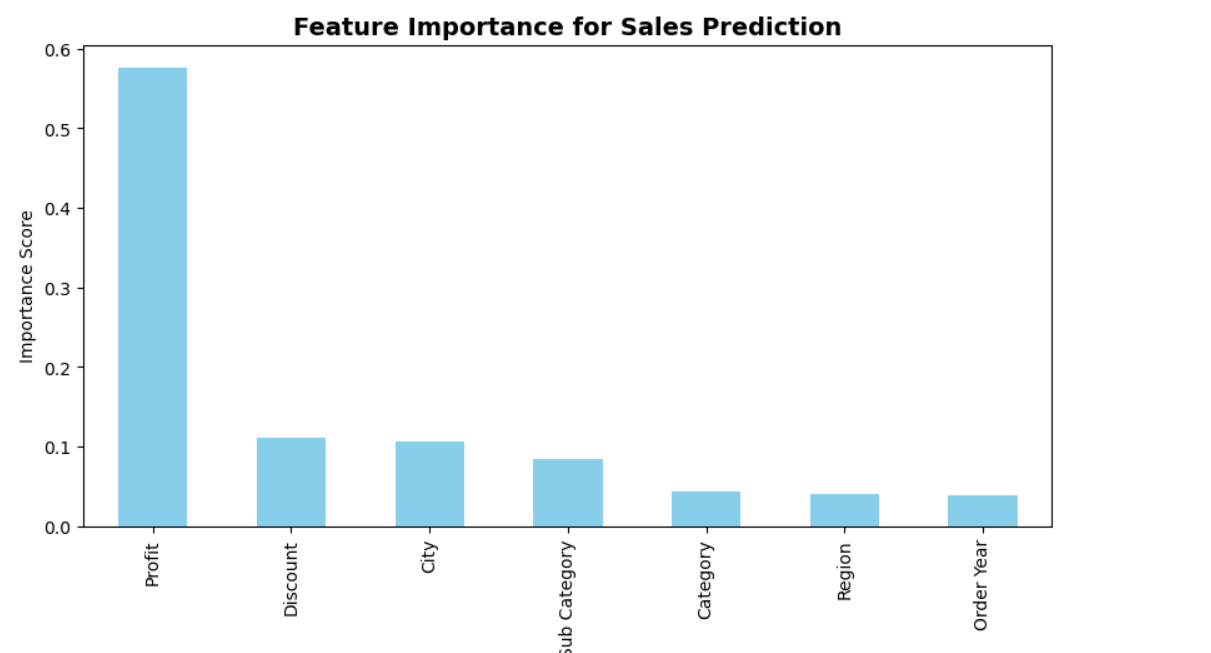 Feature Importance for Sales Prediction
Importance Score
0.6
0.5
0.4
0.3
0.2
0.1
0.0
Profit
Discount
City
Sub Category
Category
Region
Order Year